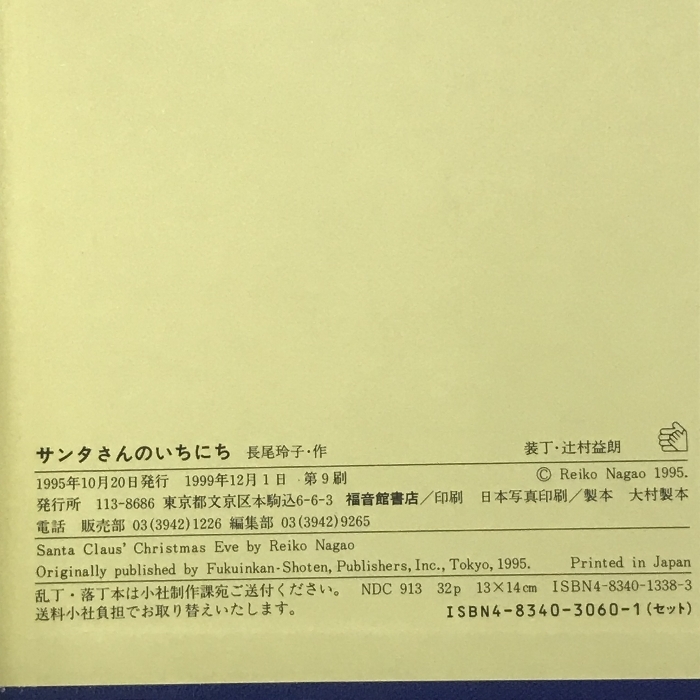 サンタさんのいちにち 長尾玲子・作 装丁・辻村益朗
1995年10月20日発行 1999年12月1日 第9刷 © Reiko Nagao 1995.
発行所 113-8686 東京都文京区本駒込6-6-3 福音館書店／印刷 日本写真印刷／製本 大村製本
電話 販売部 03(3942)1226 編集部 03(3942)9265
Santa Claus' Christmas Eve by Reiko Nagao
Originally published by Fukuinkan-Shoten, Publishers, Inc., Tokyo, 1995. Printed in Japan
乱丁・落丁本は小社制作課宛ご送付ください。 NDC 913 32p 13×14cm ISBN4-8340-1338-3
送料小社負担でお取り替えいたします。 ISBN4-8340-3060-1(セット)